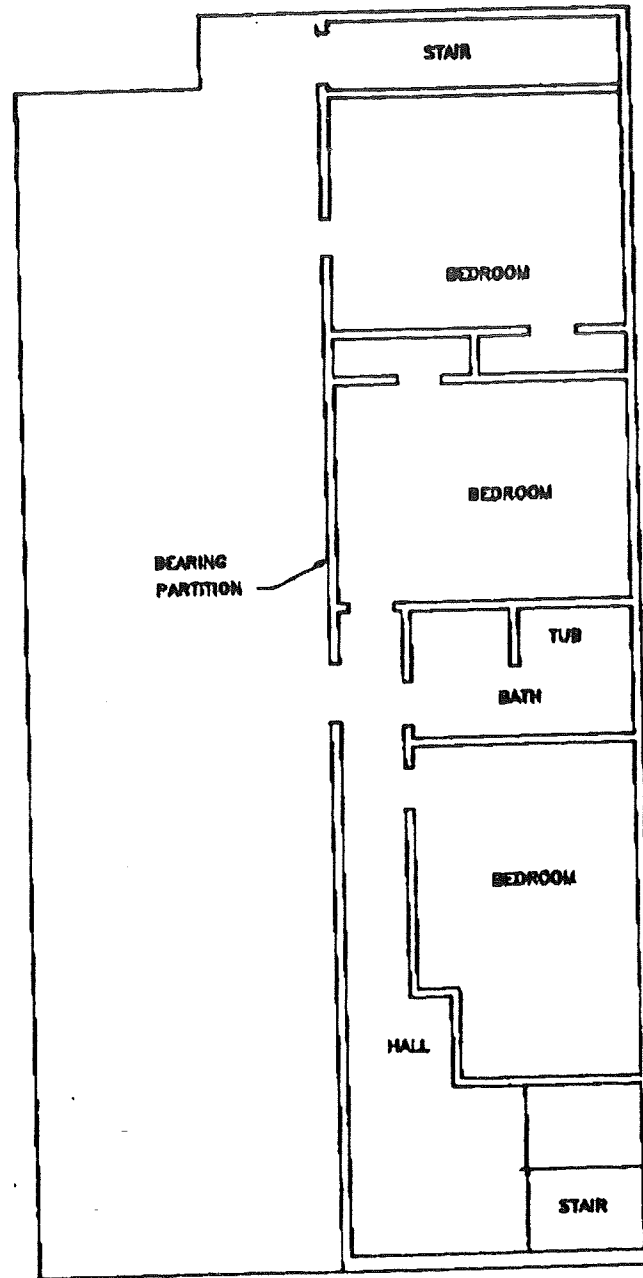 STAIR
BEDROOM
BEDROOM
BEARING
PARTITION
TUB
BATH
BEDROOM
HALL
STAIR